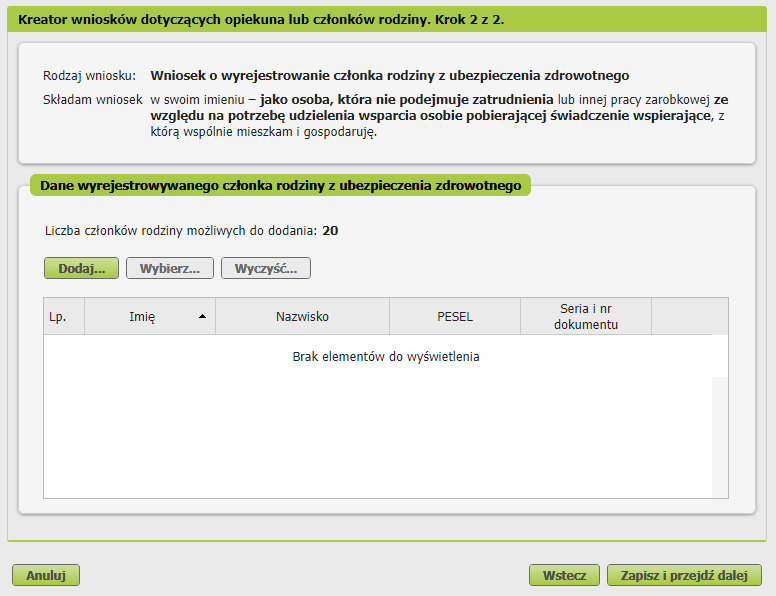 Kreator wniosków dotyczących opiekuna lub członków rodziny. Krok 2 z 2.
Rodzaj wniosku: Wniosek o wyrejestrowanie członka rodziny z ubezpieczenia zdrowotnego
Składam wniosek w swoim imieniu – jako osoba, która nie podejmuje zatrudnienia lub innej pracy zarobkowej ze
względu na potrzebę udzielenia wsparcia osobie pobierającej świadczenie wspierające, z
którą wspólnie mieszkam i gospodaruję.
Dane wyrejestrowywanego członka rodziny z ubezpieczenia zdrowotnego
Liczba członków rodziny możliwych do dodania: 20
Dodaj... Wybierz... Wyczyść...
Lp. Imię Nazwisko PESEL Seria i nr
dokumentu
Brak elementów do wyświetlenia
Anuluj Wstecz Zapisz i przejdź dalej